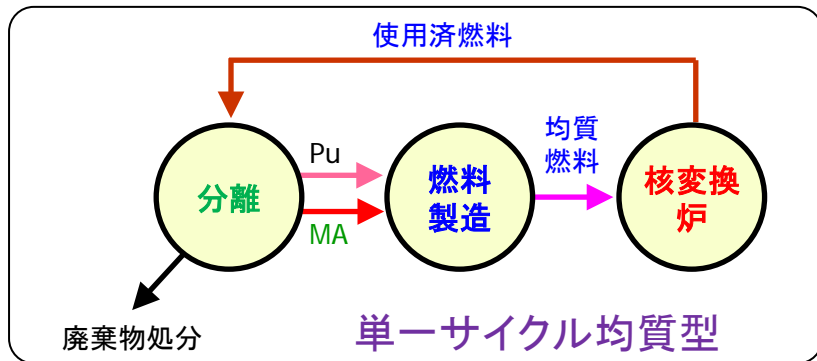 使用済燃料
分離
Pu
MA
燃料
製造
均質
燃料
核変換
炉
廃棄物処分
単一サイクル均質型